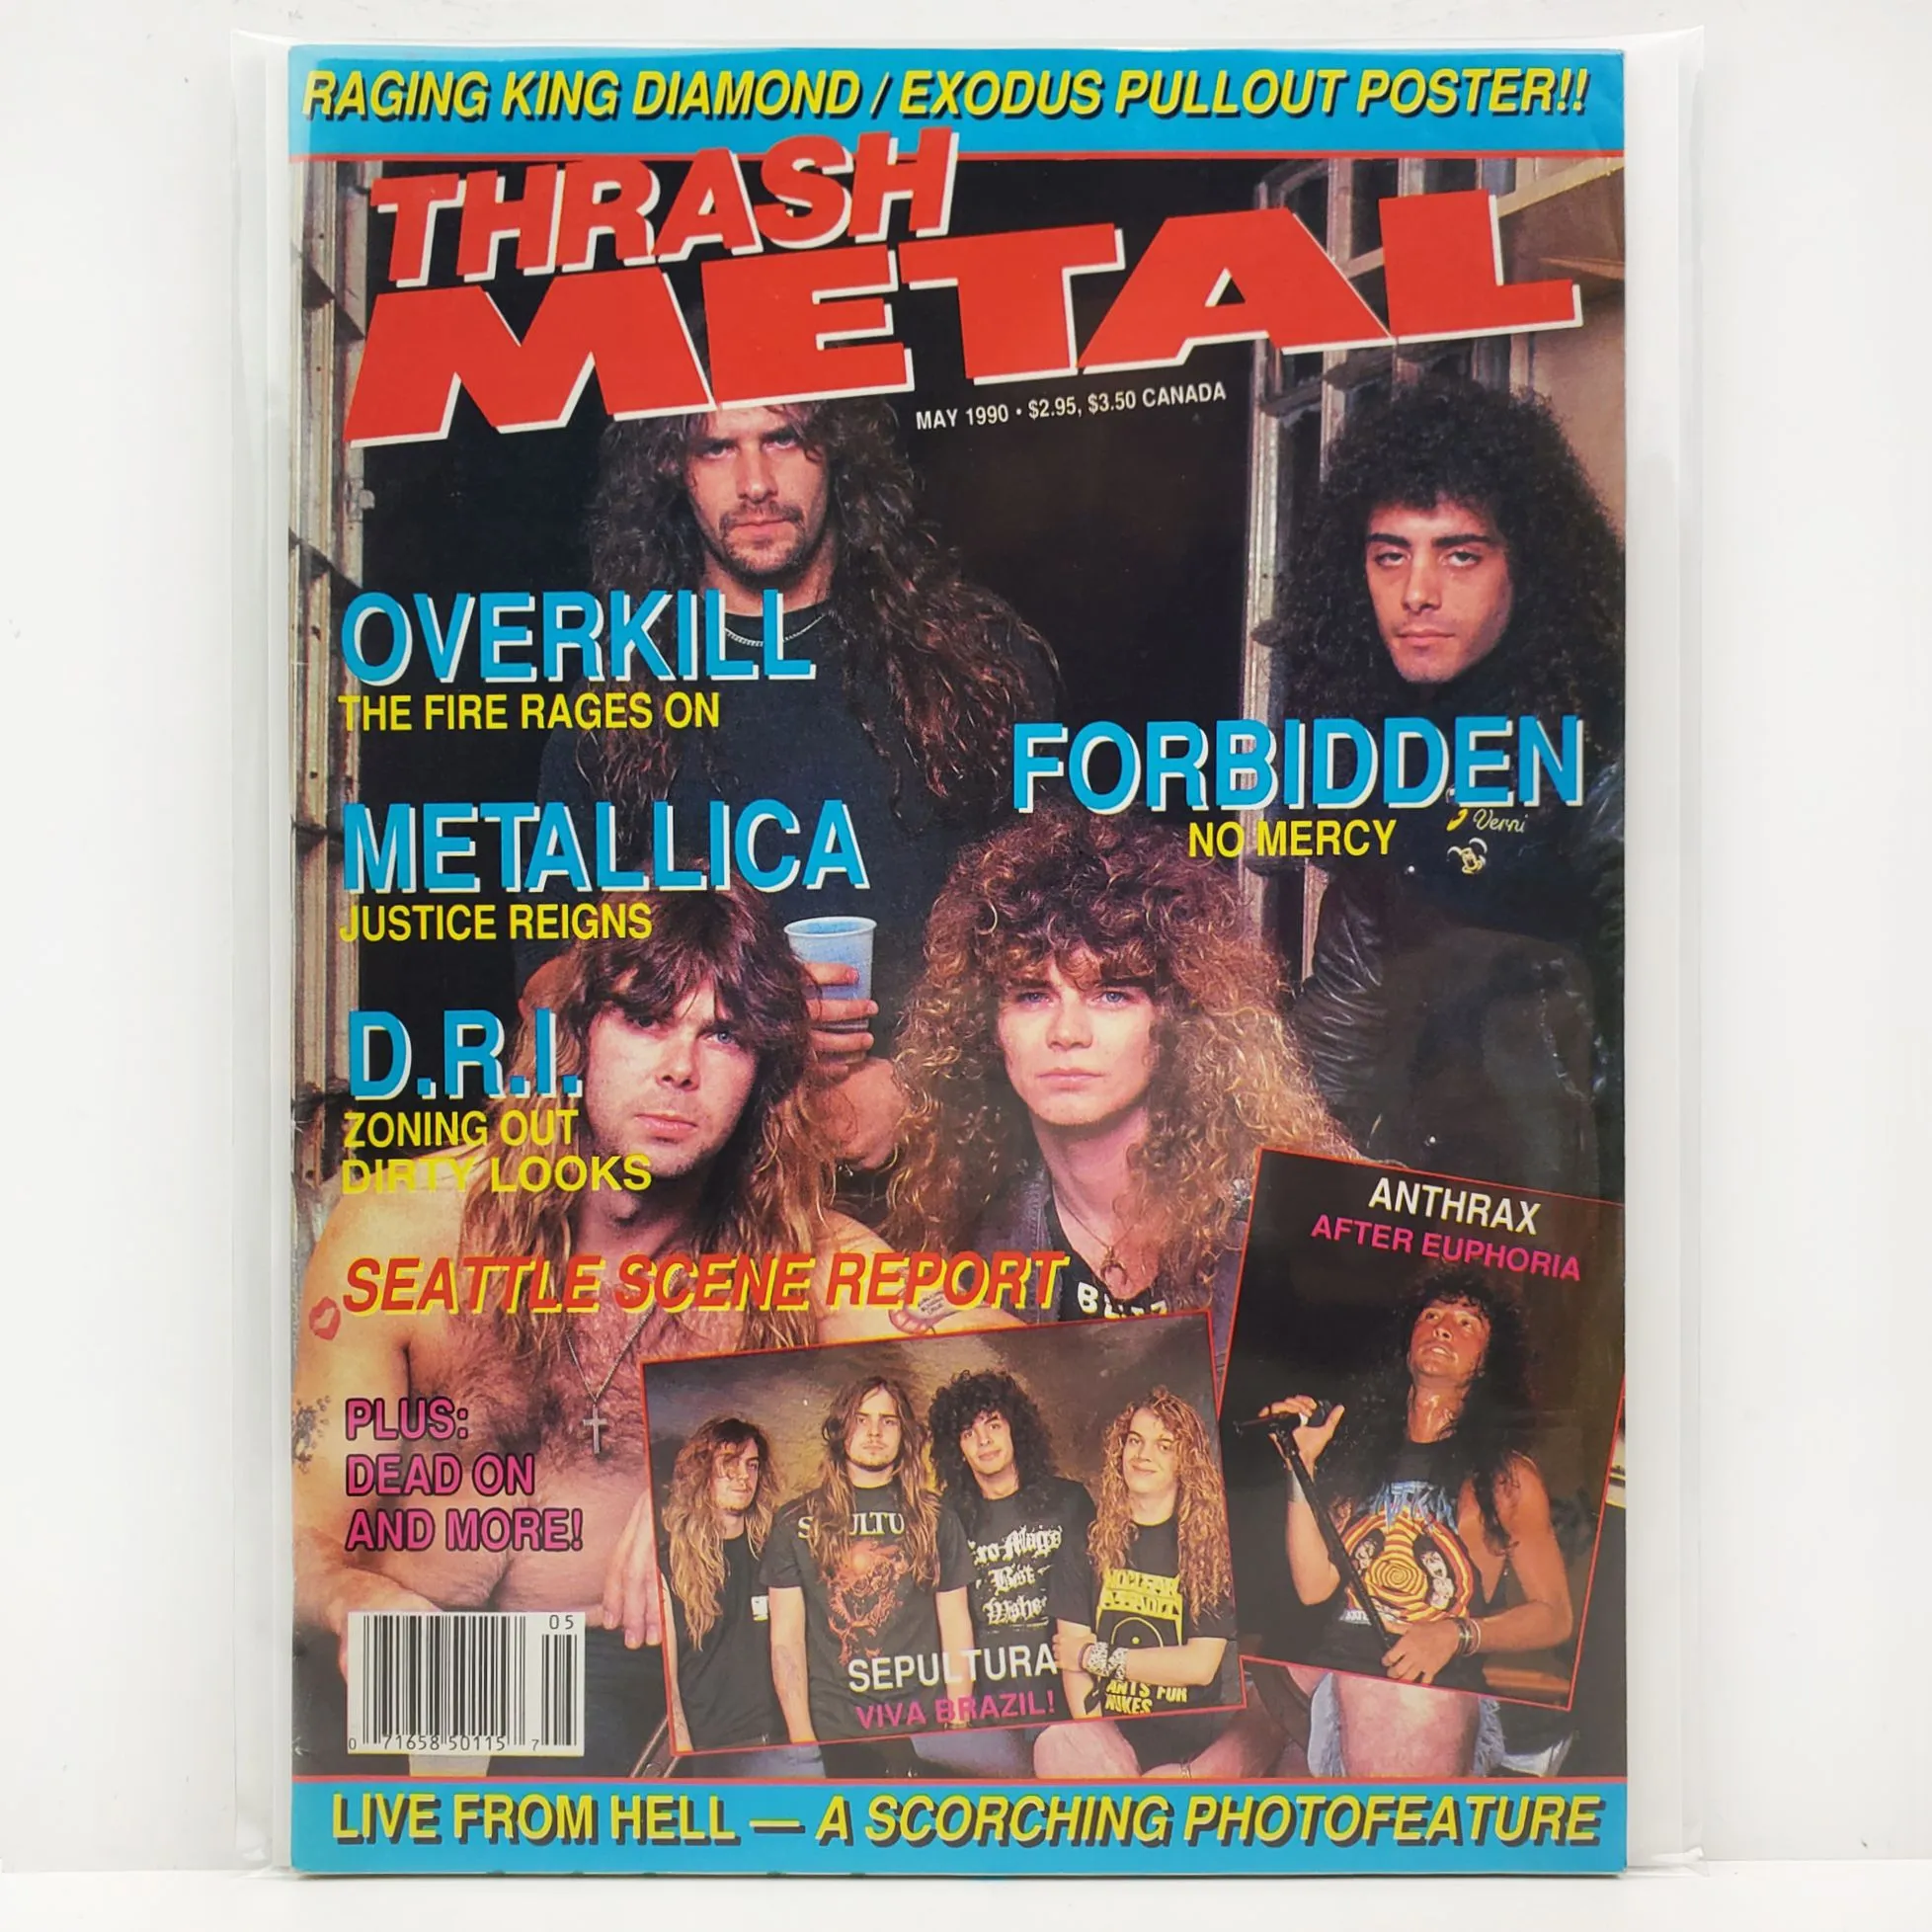 RAGING KING DIAMOND / EXODUS PULLOUT POSTER!!
THRASH
METAL
MAY 1990 • $2.95, $3.50 CANADA
OVERKILL
THE FIRE RAGES ON
FORBIDDEN
NO MERCY
Verni
METALLICA
JUSTICE REIGNS
D.R.I.
ZONING OUT
DIRTY LOOKS
SEATTLE SCENE REPORT
ANTHRAX
AFTER EUPHORIA
PLUS:
DEAD ON
AND MORE!
SEPULTURA
VIVA BRAZIL!
05
0 71658 50115 7
LIVE FROM HELL — A SCORCHING PHOTOFEATURE